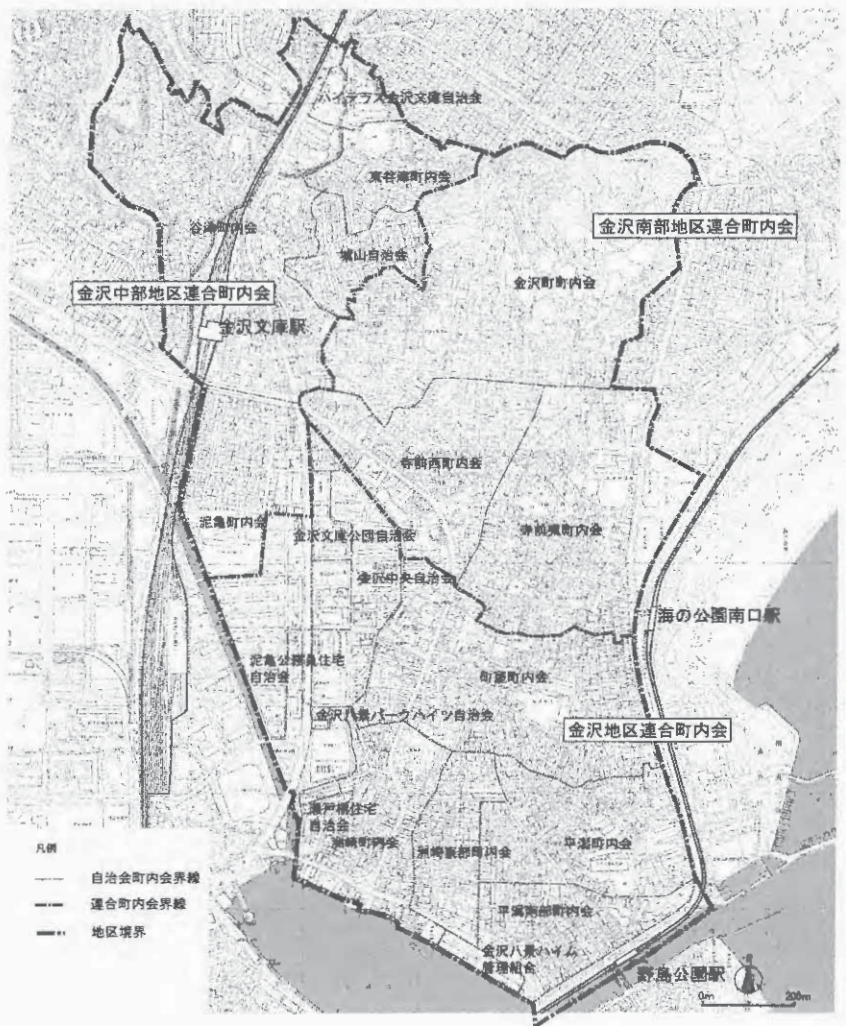 ハイテラス金沢文庫自治会
東谷津町内会
谷津町内会
金沢南部地区連合町内会
城山自治会
金沢町町内会
金沢中部地区連合町内会
金沢文庫駅
寺前西町内会
泥亀町内会
寺前東町内会
金沢文庫公団自治会
金沢中央自治会
海の公園南口駅
泥亀公務員住宅
自治会
町屋町内会
金沢八景パークハイツ自治会
金沢地区連合町内会
瀬戸橋住宅
自治会
洲崎町内会
洲崎東部町内会
平潟町内会
凡例
自治会町内会界線
連合町内会界線
地区境界
平潟南部町内会
金沢八景ハイム
管理組合
野島公園駅
0m
200m